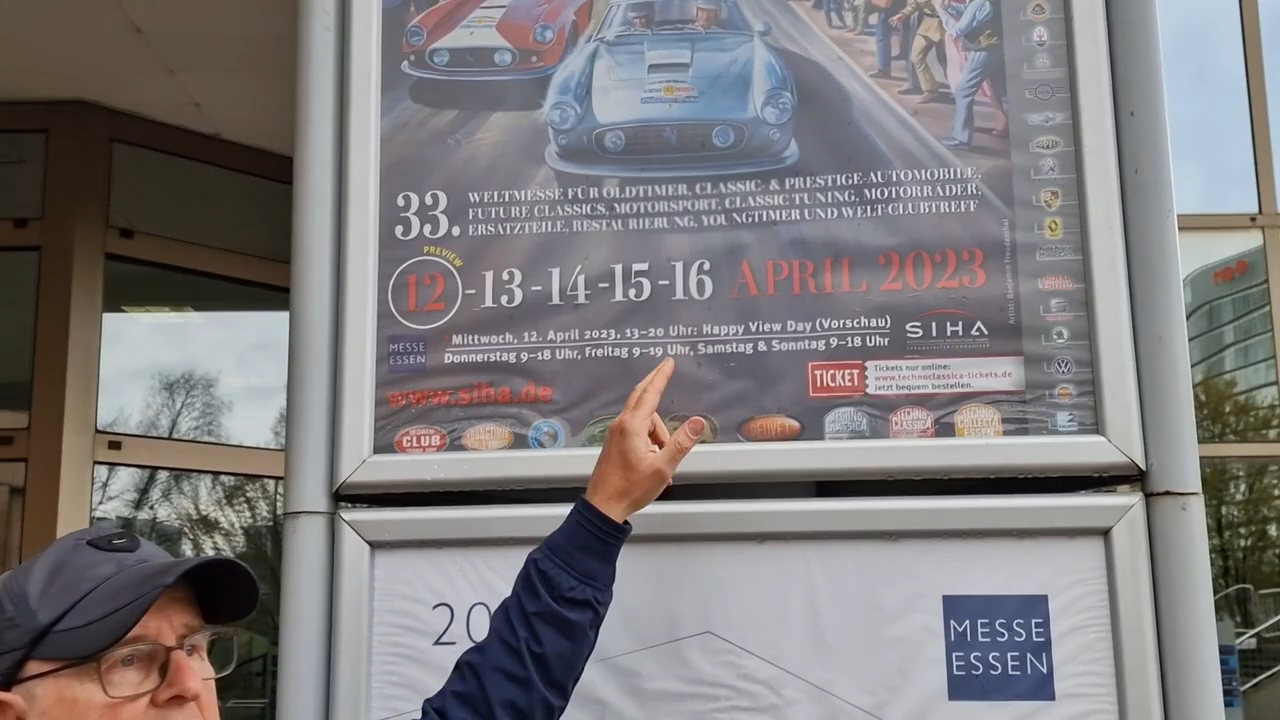 33. WELTMESSE FÜR OLDTIMER, CLASSIC- & PRESTIGE-AUTOMOBILE,
FUTURE CLASSICS, MOTORSPORT, CLASSIC TUNING, MOTORRÄDER,
ERSATZTEILE, RESTAURIERUNG, YOUNGTIMER UND WELT-CLUBTREFF
PREVIEW
12-13-14-15-16 APRIL 2023
Mittwoch, 12. April 2023, 13–20 Uhr: Happy View Day (Vorschau)
Donnerstag 9–18 Uhr, Freitag 9–19 Uhr, Samstag & Sonntag 9–18 Uhr
MESSE
ESSEN
SIHA
www.siha.de
TICKET
Tickets nur online:
www.technoclassica-tickets.de
Jetzt bequem bestellen.
CLUB
OPEL
20
MESSE
ESSEN